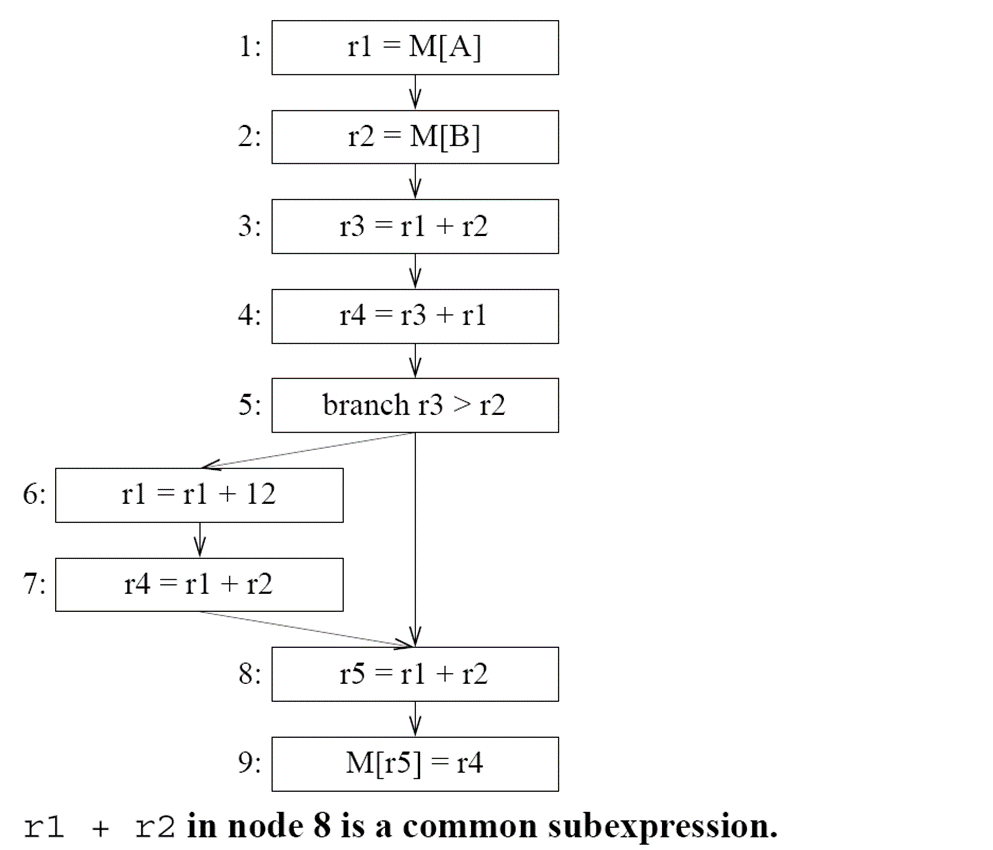 1: r1 = M[A]
2: r2 = M[B]
3: r3 = r1 + r2
4: r4 = r3 + r1
5: branch r3 > r2
6: r1 = r1 + 12
7: r4 = r1 + r2
8: r5 = r1 + r2
9: M[r5] = r4
r1 + r2 in node 8 is a common subexpression.